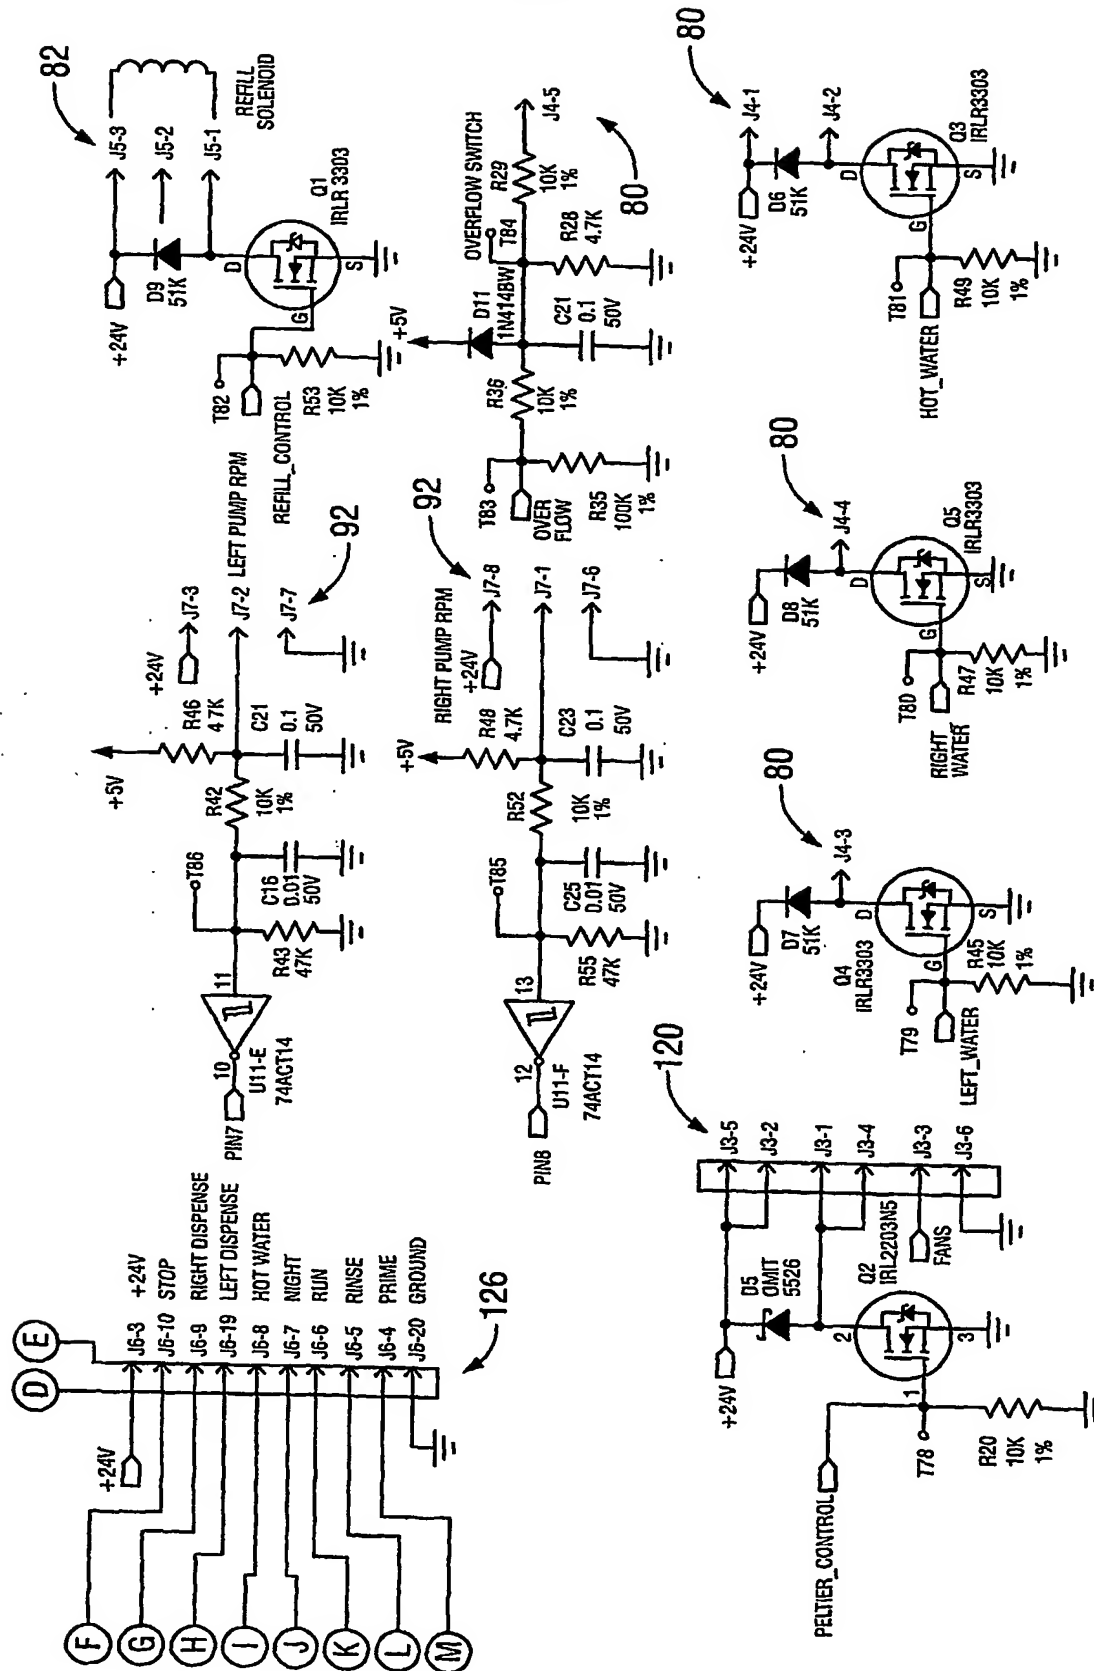 D
E
+24V
J6-3 +24V
J6-10 STOP
J6-9 RIGHT DISPENSE
J6-19 LEFT DISPENSE
J6-8 HOT WATER
J6-7 NIGHT
J6-6 RUN
J6-5 RINSE
J6-4 PRIME
J6-20 GROUND
126
F
G
H
I
J
K
L
M
PIN7
10
11
U11-E
74ACT14
T86
R43
47K
C16
0.01
50V
R42
10K
1%
+5V
R46
4 7K
C21
0.1
50V
+24V
J7-3
J7-2 LEFT PUMP RPM
J7-7
92
PIN8
12
13
U11-F
74ACT14
T85
R55
47K
C25
0.01
50V
R52
10K
1%
+5V
R48
4.7K
C23
0.1
50V
RIGHT PUMP RPM
+24V
J7-8
J7-1
J7-6
92
82
+24V
D9
51K
J5-3
J5-2
J5-1
REFILL
SOLENOID
Q1
IRLR 3303
D
G
S
T82
REFILL_CONTROL
R53
10K
1%
T83
OVER
FLOW
R35
100K
1%
R36
10K
1%
+5V
D11
1N414BW
C21
0.1
50V
OVERFLOW SWITCH
T84
R28
4.7K
R29
10K
1%
J4-5
80
PELTIER_CONTROL
T78
R20
10K
1%
+24V
D5
OMIT
5526
Q2
IRL2203N5
1
2
3
J3-5
J3-2
J3-1
J3-4
J3-3
J3-6
FANS
120
LEFT_WATER
T79
R45
10K
1%
+24V
D7
51K
J4-3
80
Q4
IRLR3303
D
G
S
RIGHT
WATER
T80
R47
10K
1%
+24V
D8
51K
J4-4
80
Q5
IRLR3303
D
G
S
HOT_WATER
T81
R49
10K
1%
+24V
D6
51K
J4-1
J4-2
80
Q3
IRLR3303
D
G
S